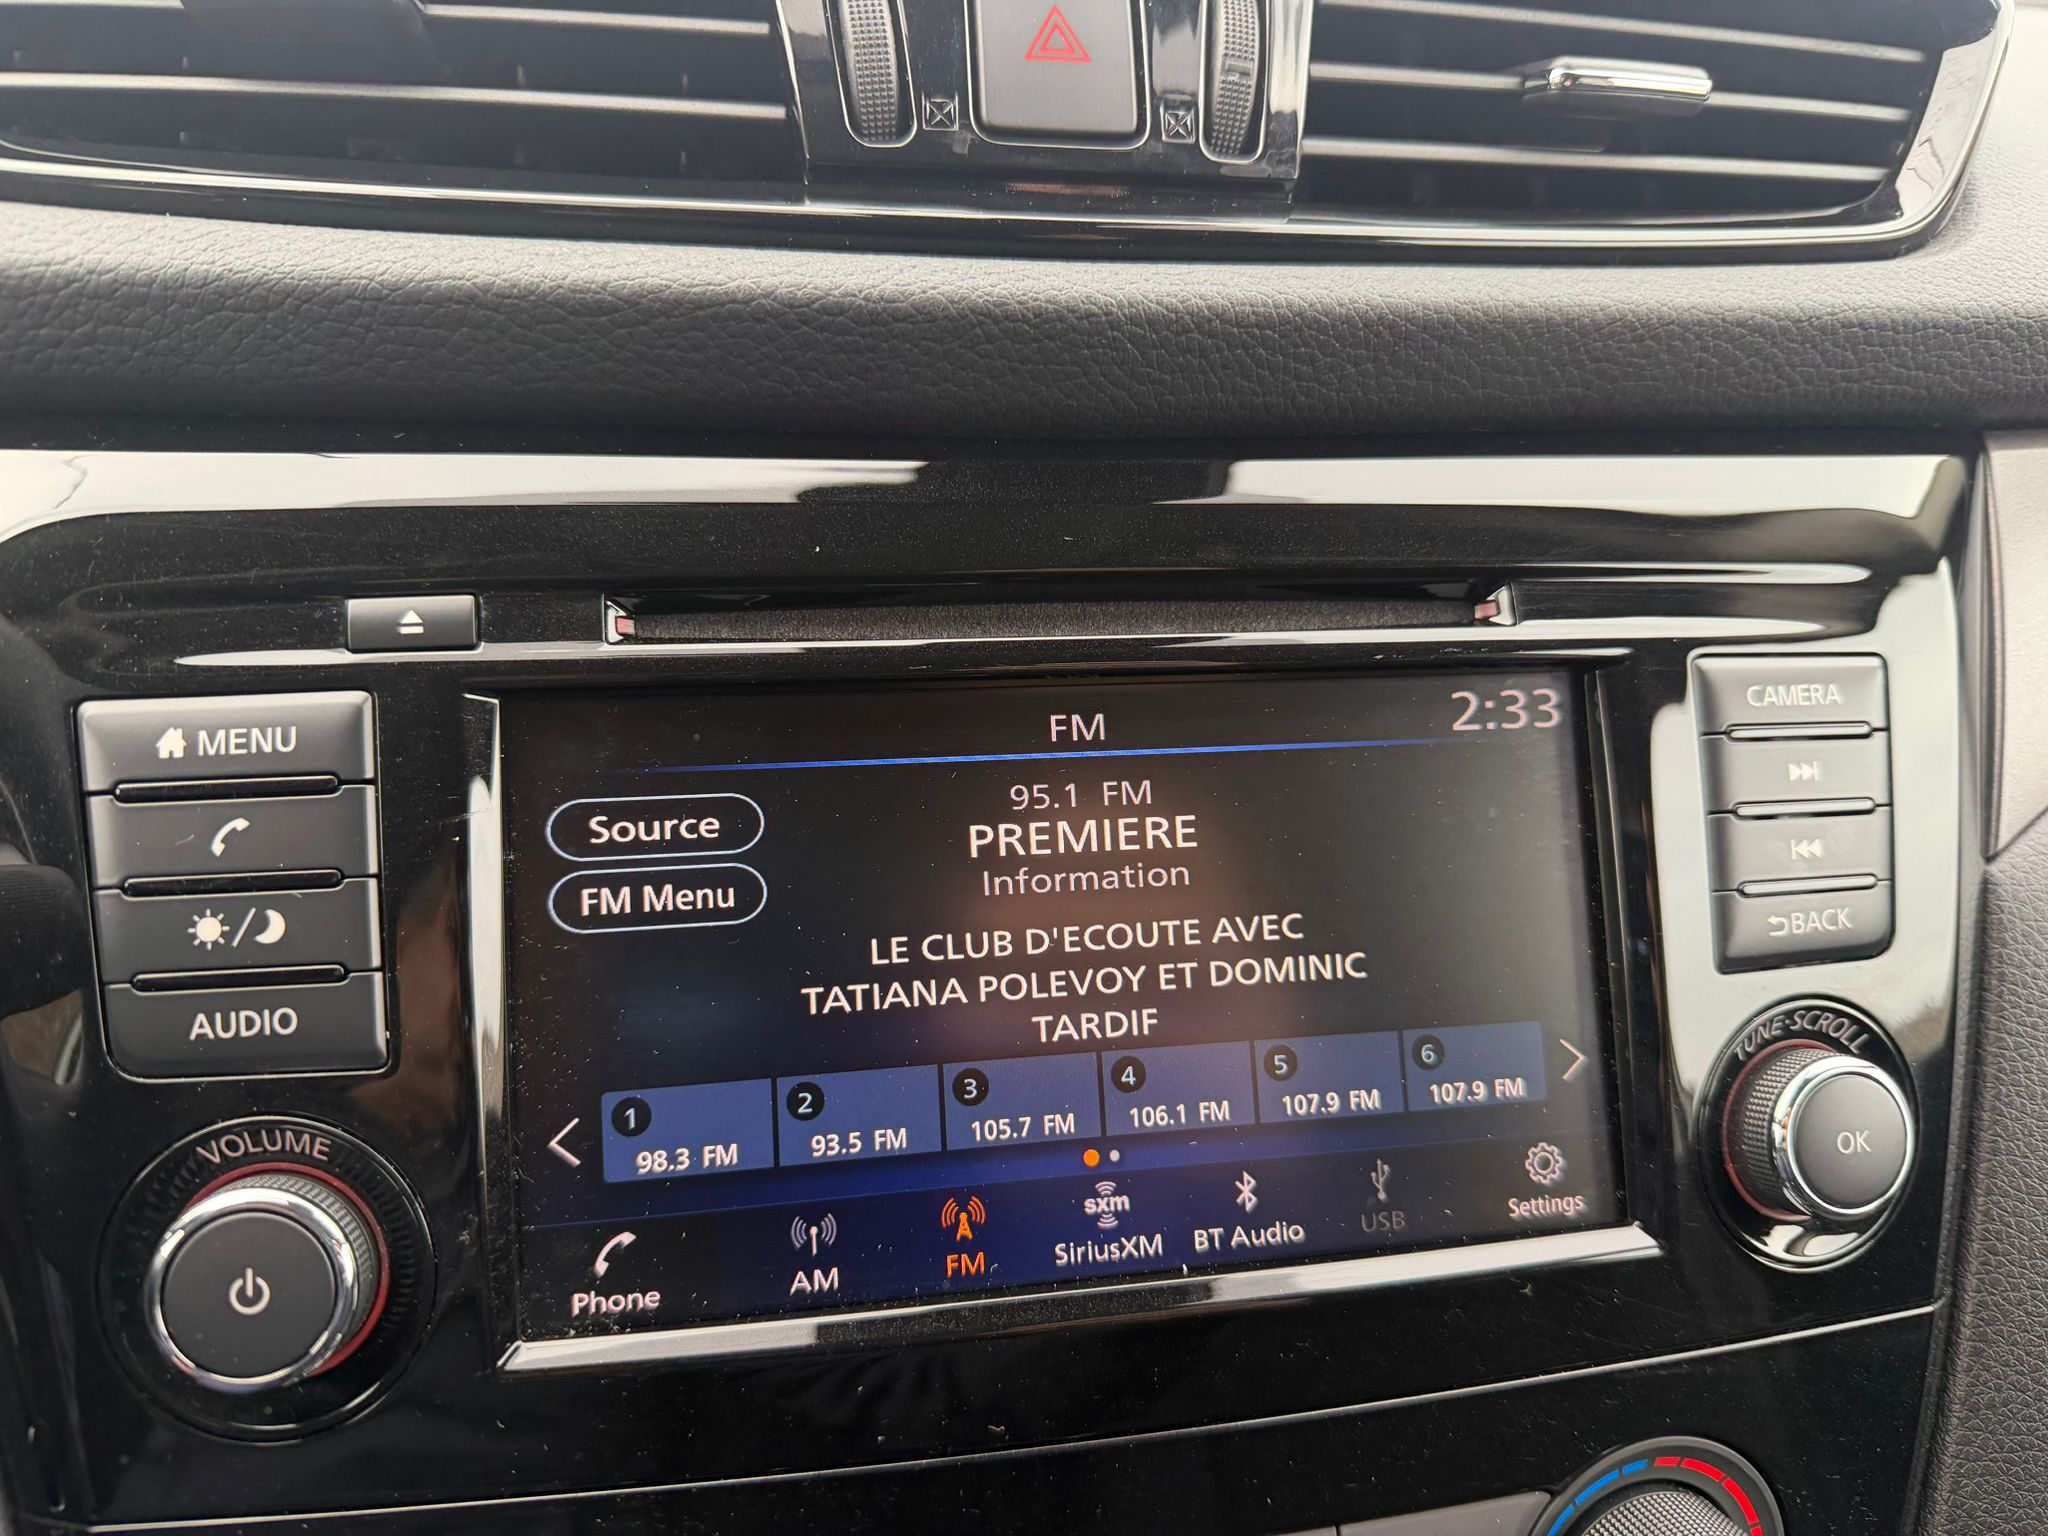 MENU
AUDIO
VOLUME
FM
2:33
95.1 FM
PREMIERE
Information
Source
FM Menu
LE CLUB D'ECOUTE AVEC
TATIANA POLEVOY ET DOMINIC
TARDIF
1
98.3 FM
2
93.5 FM
3
105.7 FM
4
106.1 FM
5
107.9 FM
6
107.9 FM
Phone
AM
FM
sxm
SiriusXM
BT Audio
USB
Settings
CAMERA
BACK
TUNE·SCROLL
OK